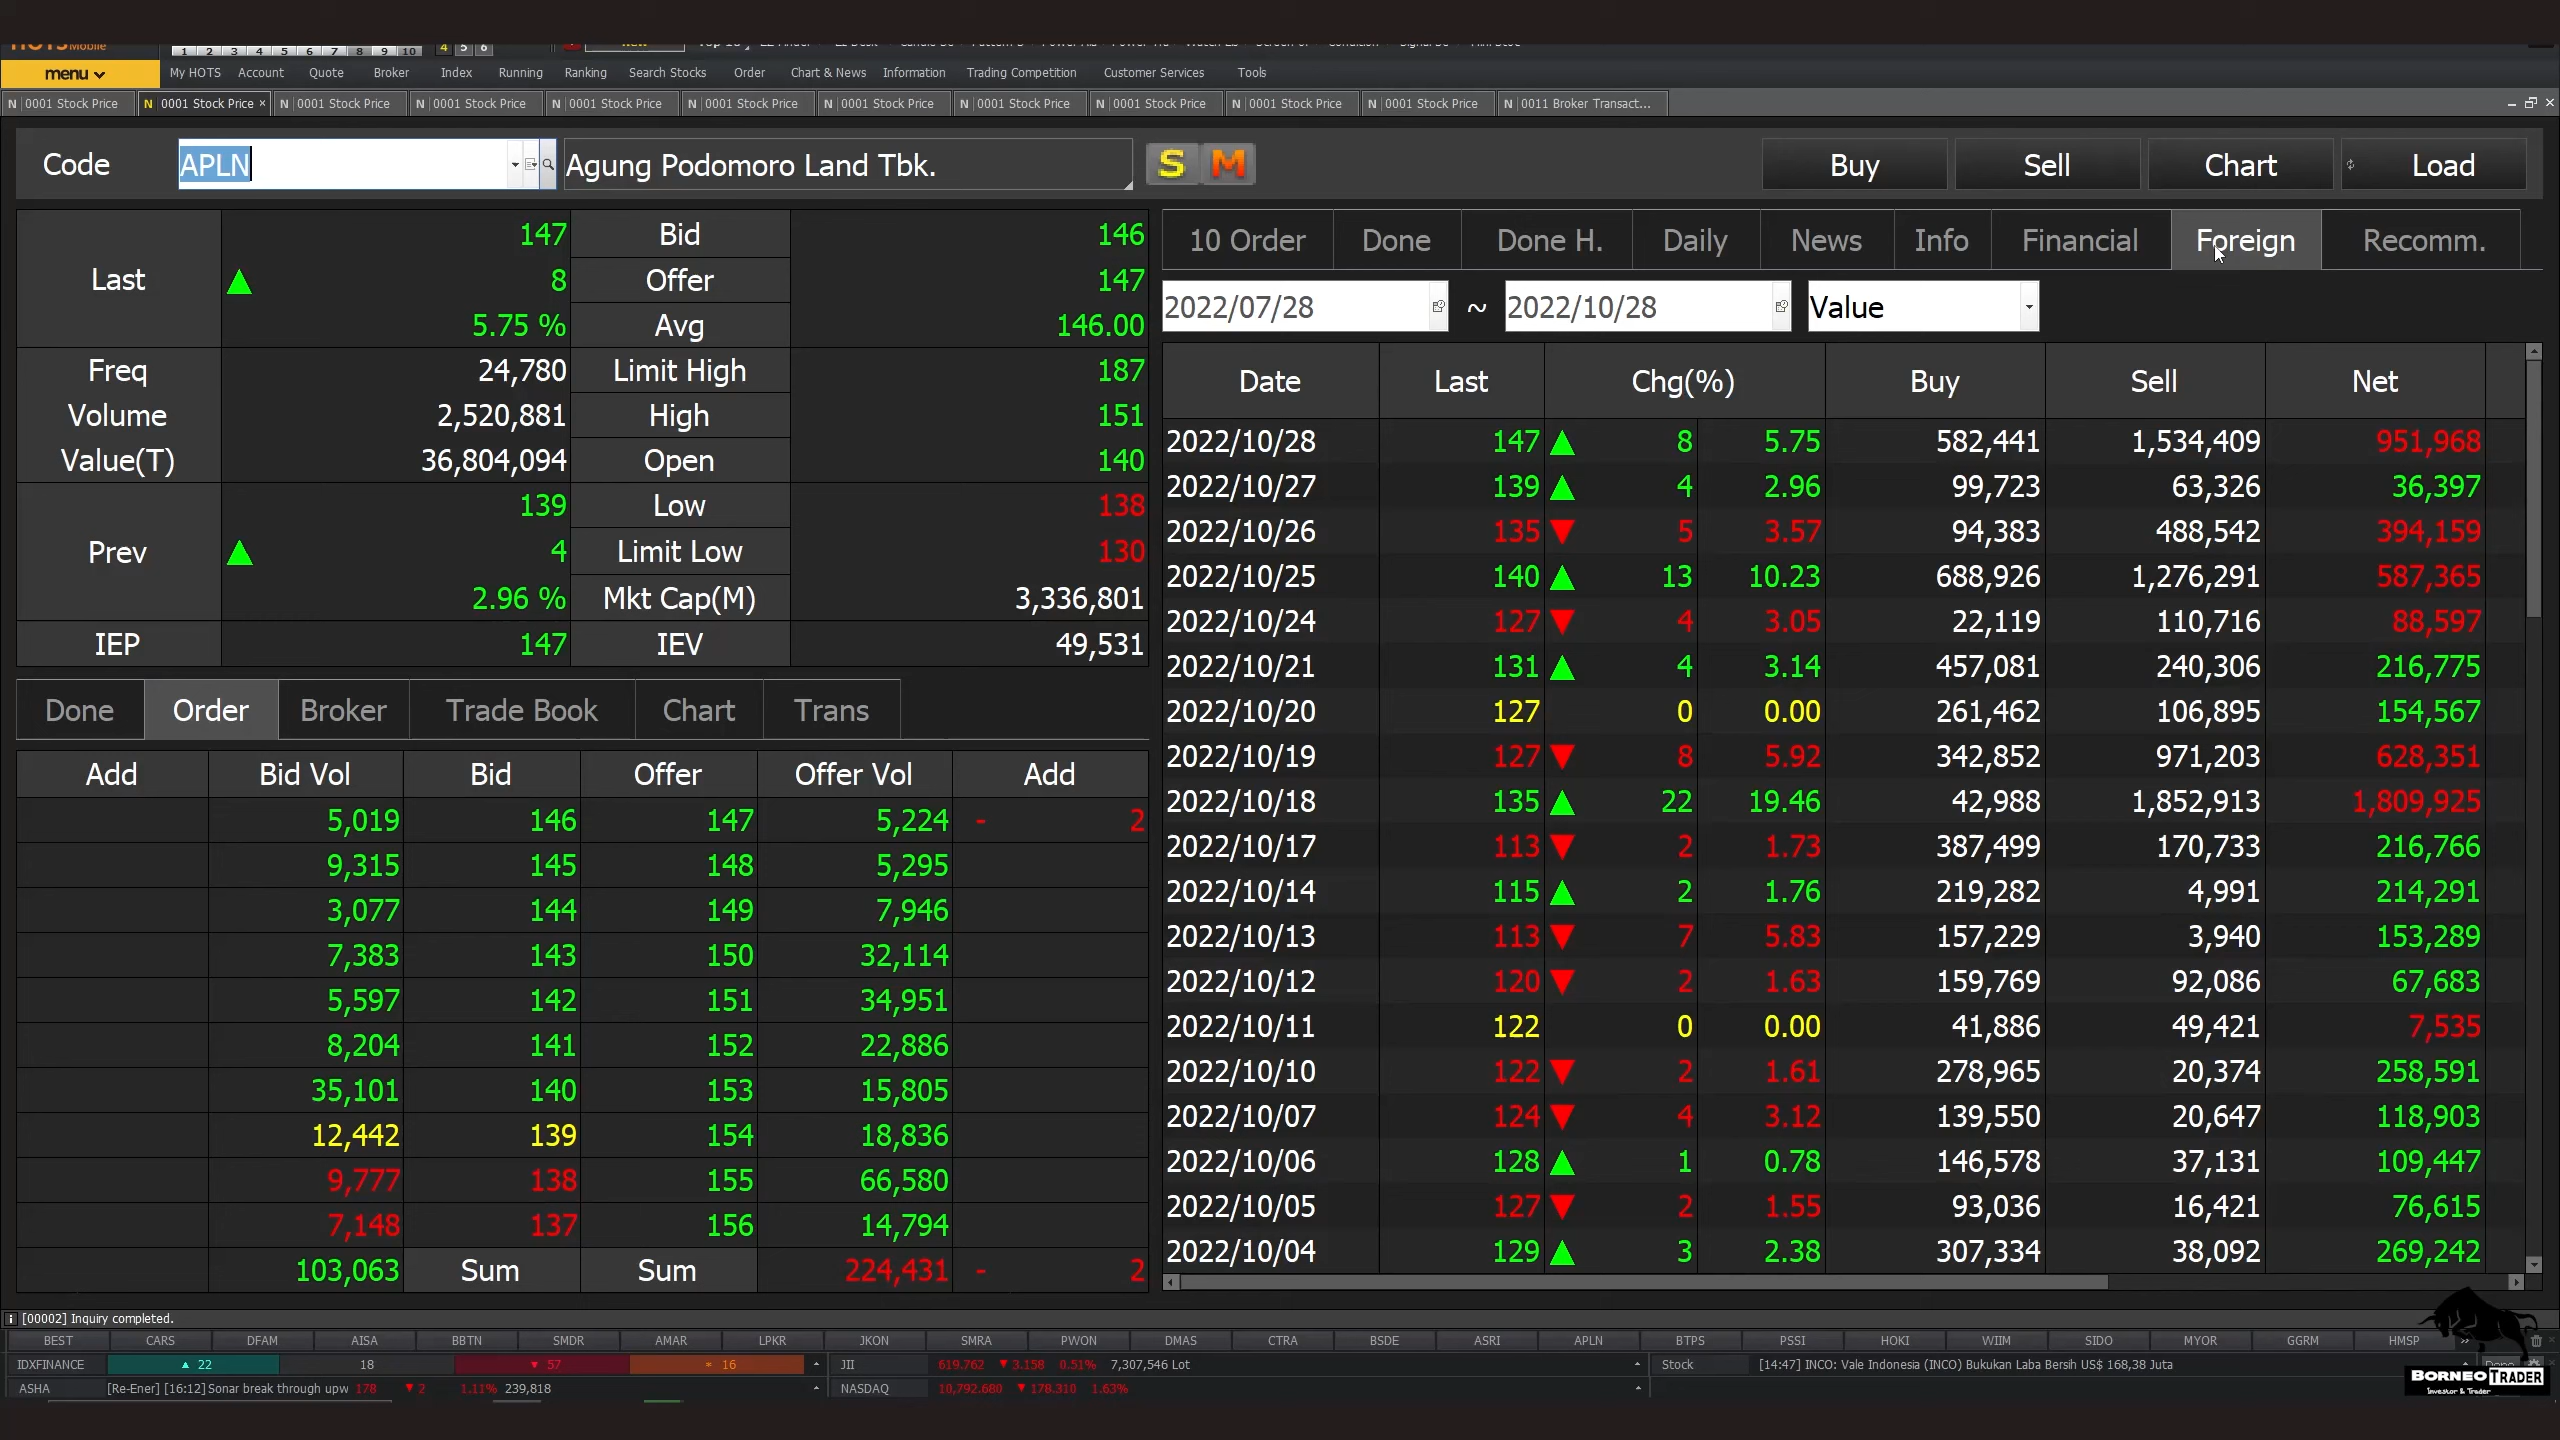 HOTS Mobile
1 2 3 4 5 6 7 8 9 10 4 5 6
menu My HOTS Account Quote Broker Index Running Ranking Search Stocks Order Chart & News Information Trading Competition Customer Services Tools
N 0001 Stock Price N 0001 Stock Price × N 0001 Stock Price N 0001 Stock Price N 0001 Stock Price N 0001 Stock Price N 0001 Stock Price N 0001 Stock Price N 0001 Stock Price N 0001 Stock Price N 0001 Stock Price N 0011 Broker Transact...
Code APLN Agung Podomoro Land Tbk. S M Buy Sell Chart Load
Last 147 Bid 146
▲ 8 Offer 147
5.75 % Avg 146.00
Freq 24,780 Limit High 187
Volume 2,520,881 High 151
Value(T) 36,804,094 Open 140
Prev 139 Low 138
▲ 4 Limit Low 130
2.96 % Mkt Cap(M) 3,336,801
IEP 147 IEV 49,531
Done Order Broker Trade Book Chart Trans
Add Bid Vol Bid Offer Offer Vol Add
5,019 146 147 5,224 - 2
9,315 145 148 5,295
3,077 144 149 7,946
7,383 143 150 32,114
5,597 142 151 34,951
8,204 141 152 22,886
35,101 140 153 15,805
12,442 139 154 18,836
9,777 138 155 66,580
7,148 137 156 14,794
103,063 Sum Sum 224,431 - 2
10 Order Done Done H. Daily News Info Financial Foreign Recomm.
2022/07/28 ~ 2022/10/28 Value
Date Last Chg(%) Buy Sell Net
2022/10/28 147 ▲ 8 5.75 582,441 1,534,409 951,968
2022/10/27 139 ▲ 4 2.96 99,723 63,326 36,397
2022/10/26 135 ▼ 5 3.57 94,383 488,542 394,159
2022/10/25 140 ▲ 13 10.23 688,926 1,276,291 587,365
2022/10/24 127 ▼ 4 3.05 22,119 110,716 88,597
2022/10/21 131 ▲ 4 3.14 457,081 240,306 216,775
2022/10/20 127 0 0.00 261,462 106,895 154,567
2022/10/19 127 ▼ 8 5.92 342,852 971,203 628,351
2022/10/18 135 ▲ 22 19.46 42,988 1,852,913 1,809,925
2022/10/17 113 ▼ 2 1.73 387,499 170,733 216,766
2022/10/14 115 ▲ 2 1.76 219,282 4,991 214,291
2022/10/13 113 ▼ 7 5.83 157,229 3,940 153,289
2022/10/12 120 ▼ 2 1.63 159,769 92,086 67,683
2022/10/11 122 0 0.00 41,886 49,421 7,535
2022/10/10 122 ▼ 2 1.61 278,965 20,374 258,591
2022/10/07 124 ▼ 4 3.12 139,550 20,647 118,903
2022/10/06 128 ▲ 1 0.78 146,578 37,131 109,447
2022/10/05 127 ▼ 2 1.55 93,036 16,421 76,615
2022/10/04 129 ▲ 3 2.38 307,334 38,092 269,242
[00002] Inquiry completed.
BEST CARS DFAM AISA BBTN SMDR AMAR LPKR JKON SMRA PWON DMAS CTRA BSDE ASRI APLN BTPS PSSI HOKI WIIM SIDO MYOR GGRM HMSP
IDXFINANCE ▲ 22 18 ▼ 57 * 16 JII 619.762 ▼ 3.158 0.51% 7,307,546 Lot Stock [14:47] INCO: Vale Indonesia (INCO) Bukukan Laba Bersih US$ 168,38 Juta
ASHA [Re-Ener] [16:12] Sonar break through upw 178 ▼ 2 1.11% 239,818 NASDAQ 10,792.680 ▼ 178.310 1.63%
BORNEO TRADER
Investor & Trader